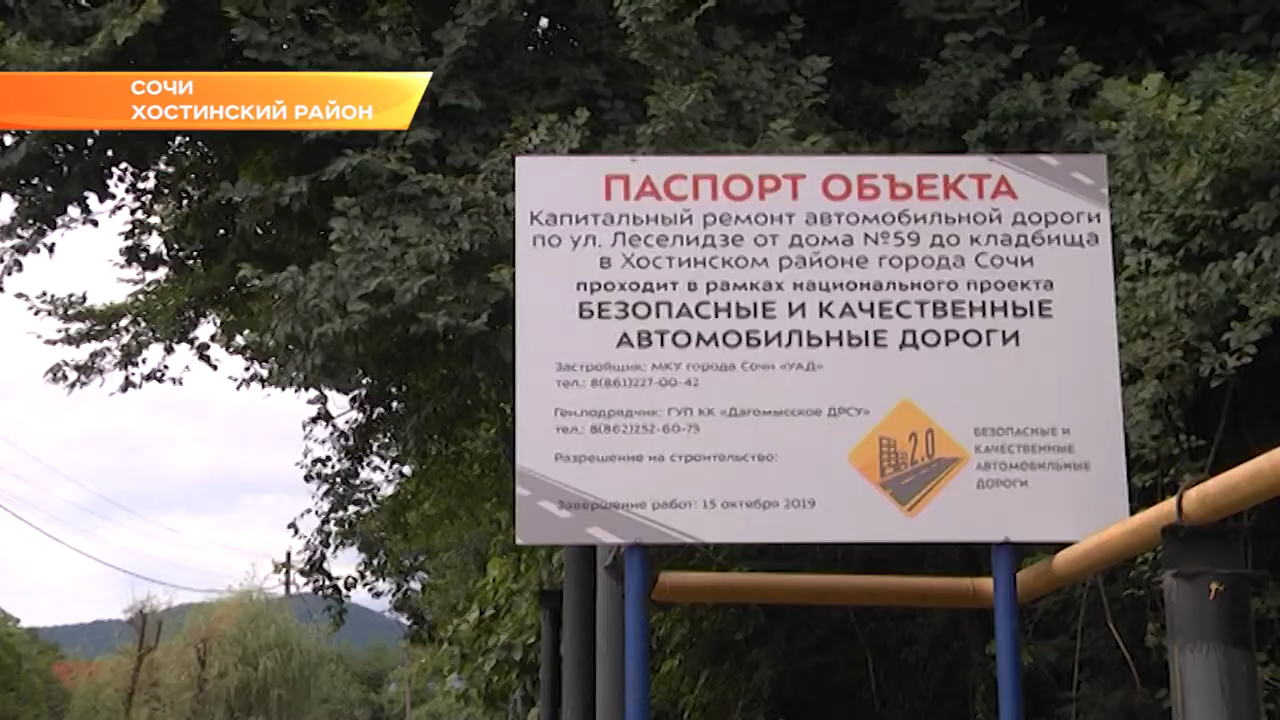 СОЧИ
ХОСТИНСКИЙ РАЙОН
ПАСПОРТ ОБЪЕКТА
Капитальный ремонт автомобильной дороги
по ул. Леселидзе от дома №59 до кладбища
в Хостинском районе города Сочи
проходит в рамках национального проекта
БЕЗОПАСНЫЕ И КАЧЕСТВЕННЫЕ
АВТОМОБИЛЬНЫЕ ДОРОГИ
Застройщик: МКУ города Сочи «УАД»
тел.: 8(861)227-00-42
Ген.подрядчик: ГУП КК «Дагомысское ДРСУ»
тел.: 8(862)252-60-75
Разрешение на строительство:
Завершение работ: 15 октября 2019
2.0
БЕЗОПАСНЫЕ И
КАЧЕСТВЕННЫЕ
АВТОМОБИЛЬНЫЕ
ДОРОГИ